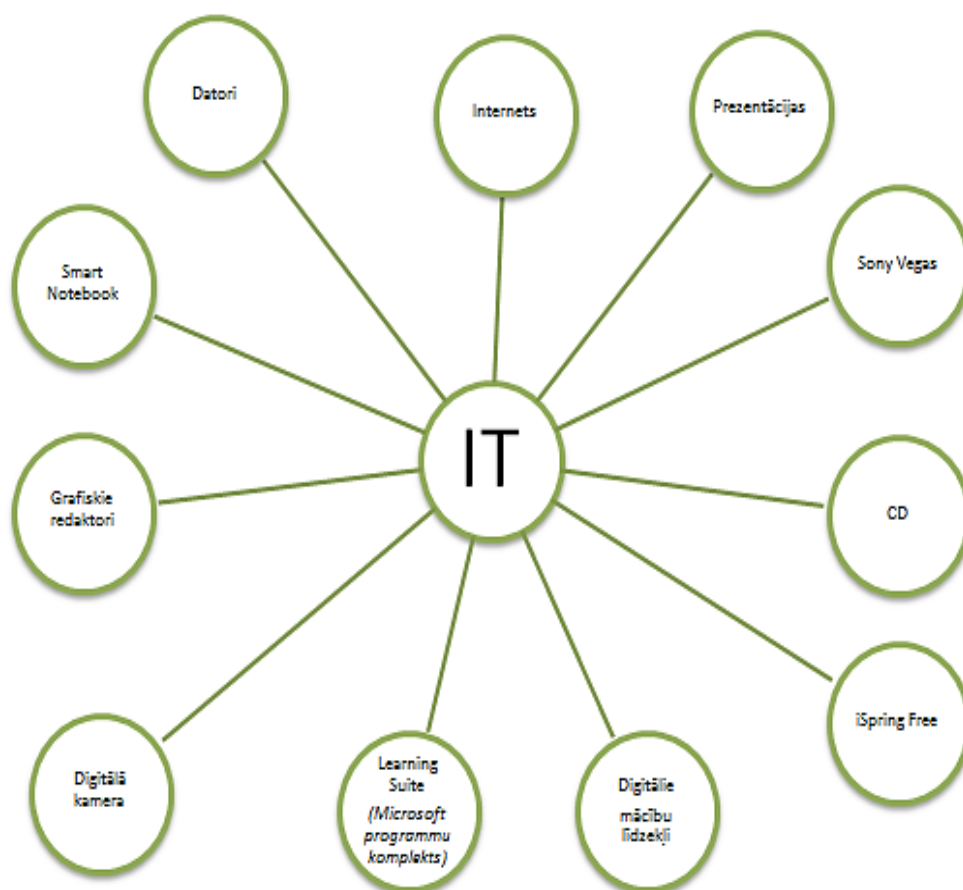 Datori
Internets
Prezentācijas
Smart
Notebook
Sony Vegas
IT
Grafiskie
redaktori
CD
iSpring Free
Digitālā
kamera
Learning
Suite
(Microsoft
programmu
komplekts)
Digitālie
mācību
līdzekļi